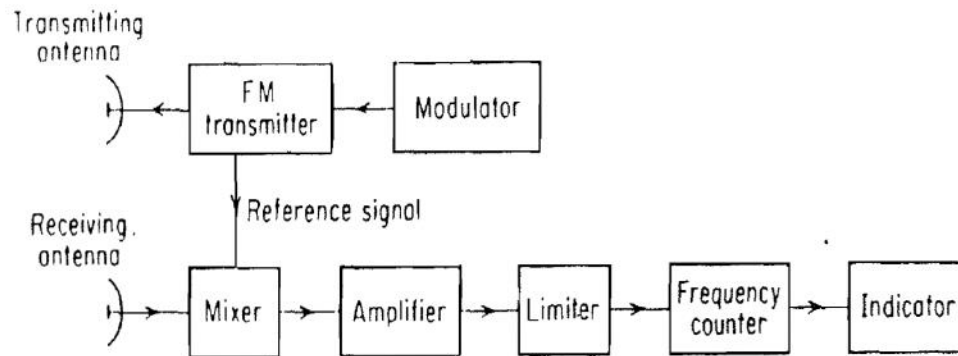 Transmitting
antenna
FM
transmitter
Modulator
Reference signal
Receiving.
antenna
Mixer
Amplifier
Limiter
Frequency
counter
Indicator